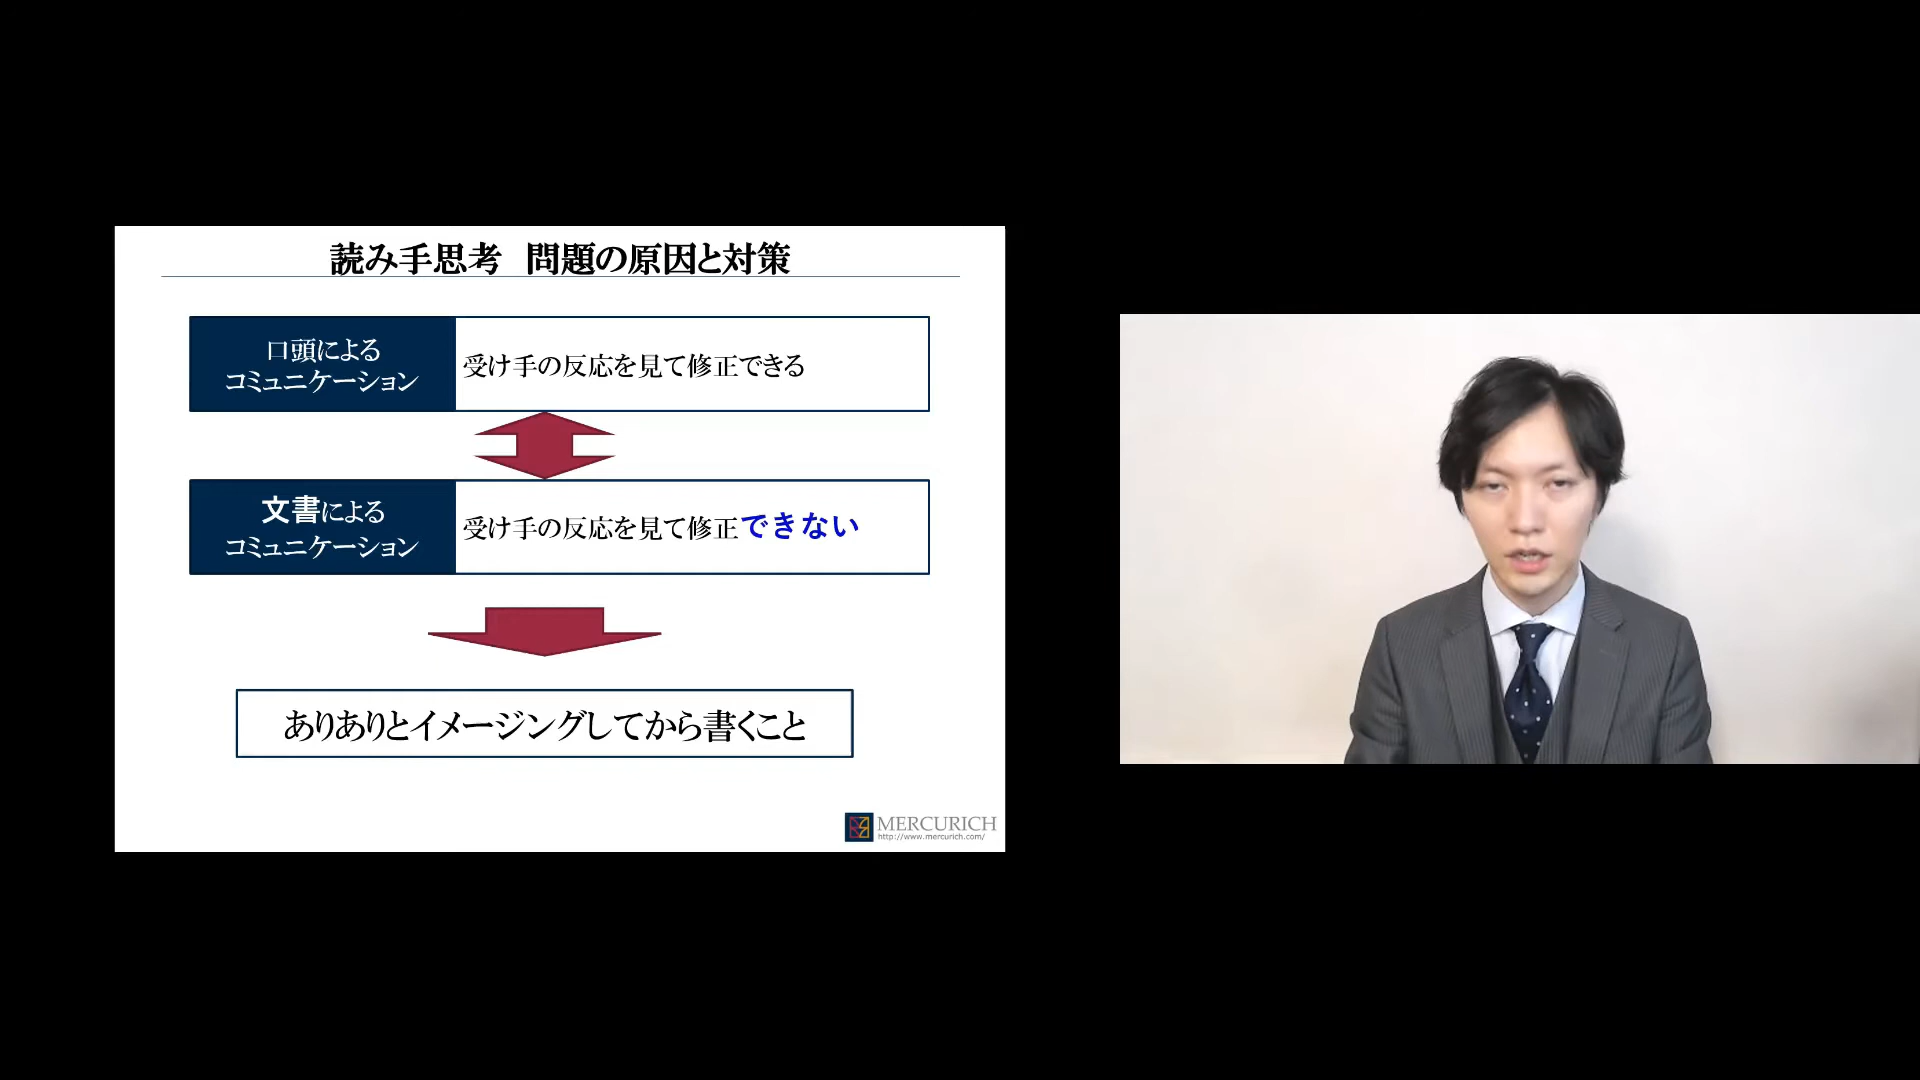 読み手思考　問題の原因と対策
口頭による
コミュニケーション
受け手の反応を見て修正できる
文書による
コミュニケーション
受け手の反応を見て修正できない
ありありとイメージングしてから書くこと
MERCURICH
http://www.mercurich.com/